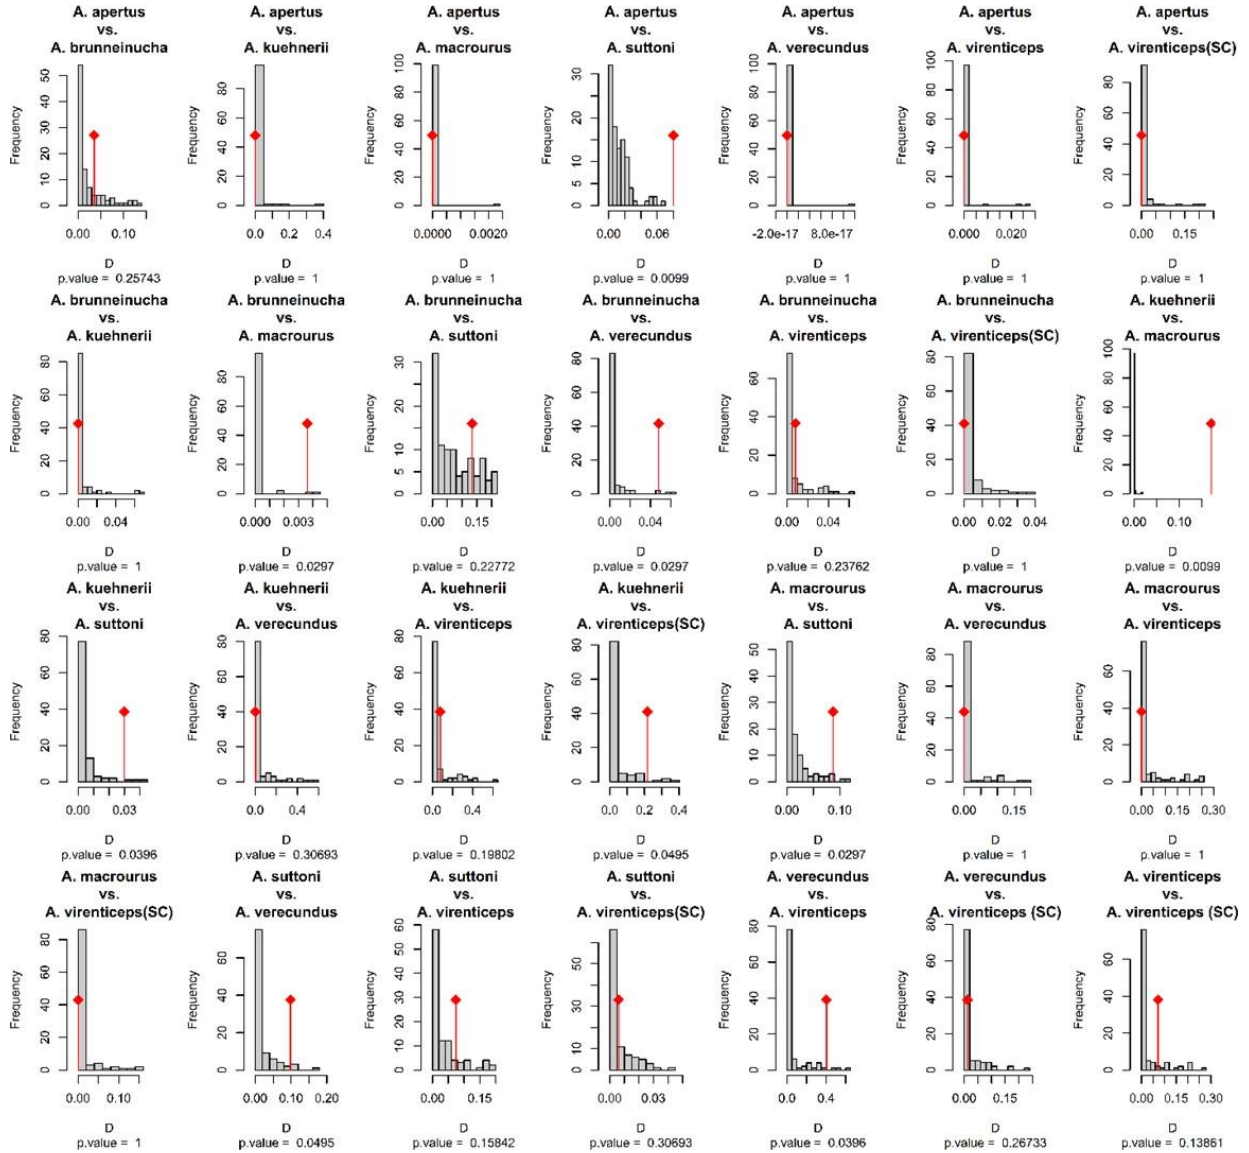 A. apertus
vs.
A. brunneinucha
Frequency
0 10 20 30 40 50
0.00 0.10
D
p.value = 0.25743
A. apertus
vs.
A. kuehnerii
Frequency
0 20 40 60 80
0.0 0.2 0.4
D
p.value = 1
A. apertus
vs.
A. macrourus
Frequency
0 20 40 60 80 100
0.0000 0.0020
D
p.value = 1
A. apertus
vs.
A. suttoni
Frequency
0 5 15 20 30
0.00 0.06
D
p.value = 0.0099
A. apertus
vs.
A. verecundus
Frequency
0 20 40 60 80 100
-2.0e-17 8.0e-17
D
p.value = 1
A. apertus
vs.
A. virenticeps
Frequency
0 20 40 60 80 100
0.000 0.020
D
p.value = 1
A. apertus
vs.
A. virenticeps(SC)
Frequency
0 20 40 60 80
0.00 0.15
D
p.value = 1
A. brunneinucha
vs.
A. kuehnerii
Frequency
0 20 40 60 80
0.00 0.04
D
p.value = 1
A. brunneinucha
vs.
A. macrourus
Frequency
0 20 40 60 80
0.000 0.003
D
p.value = 0.0297
A. brunneinucha
vs.
A. suttoni
Frequency
0 5 15 20 30
0.00 0.15
D
p.value = 0.22772
A. brunneinucha
vs.
A. verecundus
Frequency
0 20 40 60 80
0.00 0.04
D
p.value = 0.0297
A. brunneinucha
vs.
A. virenticeps
Frequency
0 20 40 60
0.00 0.04
D
p.value = 0.23762
A. brunneinucha
vs.
A. virenticeps(SC)
Frequency
0 20 40 60 80
0.00 0.02 0.04
D
p.value = 1
A. kuehnerii
vs.
A. macrourus
Frequency
0 20 40 60 80 100
0.00 0.10
D
p.value = 0.0099
A. kuehnerii
vs.
A. suttoni
Frequency
0 20 40 60 80
0.00 0.03
D
p.value = 0.0396
A. kuehnerii
vs.
A. verecundus
Frequency
0 20 40 60 80
0.0 0.4
D
p.value = 0.30693
A. kuehnerii
vs.
A. virenticeps
Frequency
0 20 40 60 80
0.0 0.4
D
p.value = 0.19802
A. kuehnerii
vs.
A. virenticeps(SC)
Frequency
0 20 40 60 80
0.0 0.2 0.4
D
p.value = 0.0495
A. macrourus
vs.
A. suttoni
Frequency
0 10 20 30 40 50
0.00 0.10
D
p.value = 0.0297
A. macrourus
vs.
A. verecundus
Frequency
0 20 40 60 80
0.00 0.15
D
p.value = 1
A. macrourus
vs.
A. virenticeps
Frequency
0 20 40 60
0.00 0.15 0.30
D
p.value = 1
A. macrourus
vs.
A. virenticeps(SC)
Frequency
0 20 40 60 80
0.00 0.10
D
p.value = 1
A. suttoni
vs.
A. verecundus
Frequency
0 20 40 60
0.00 0.10 0.20
D
p.value = 0.0495
A. suttoni
vs.
A. virenticeps
Frequency
0 10 20 30 40 50 60
0.00 0.15
D
p.value = 0.15842
A. suttoni
vs.
A. virenticeps(SC)
Frequency
0 10 30 50
0.00 0.03
D
p.value = 0.30693
A. verecundus
vs.
A. virenticeps
Frequency
0 20 40 60 80
0.0 0.4
D
p.value = 0.0396
A. verecundus
vs.
A. virenticeps (SC)
Frequency
0 20 40 60 80
0.00 0.15
D
p.value = 0.26733
A. virenticeps
vs.
A. virenticeps (SC)
Frequency
0 20 40 60
0.00 0.15 0.30
D
p.value = 0.13861